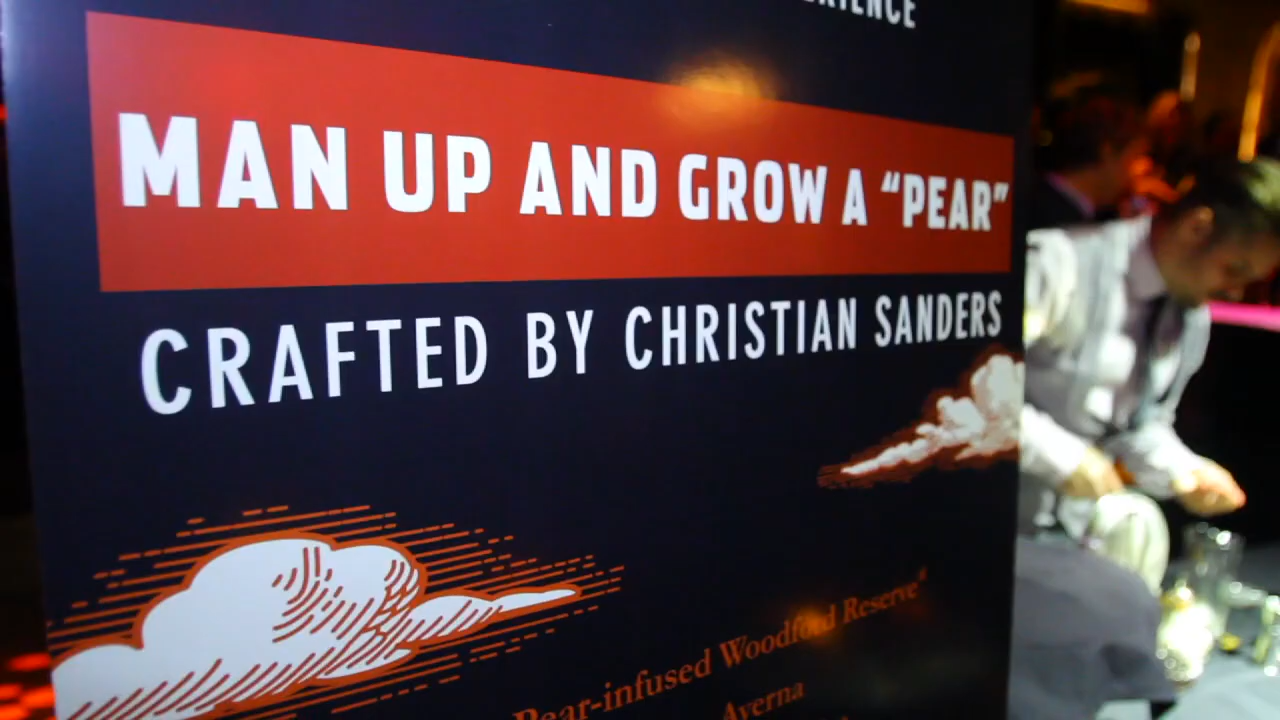 MAN UP AND GROW A “PEAR”
CRAFTED BY CHRISTIAN SANDERS
Pear-infused Woodford Reserve
Averna